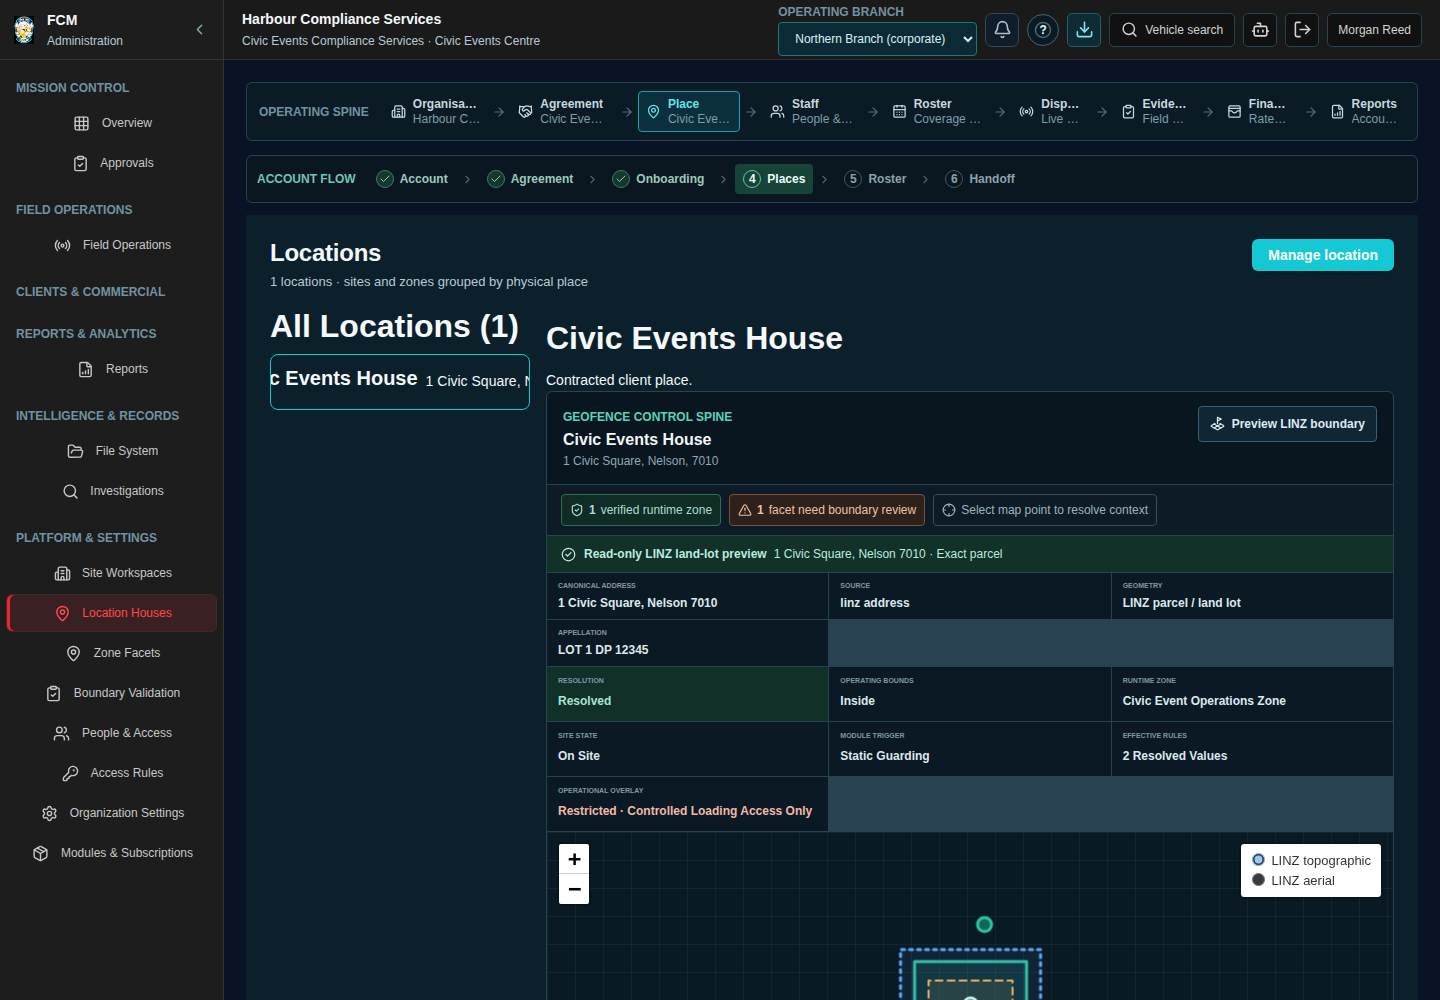 FCM
Administration
Harbour Compliance Services
Civic Events Compliance Services · Civic Events Centre
OPERATING BRANCH
Northern Branch (corporate)
?
Vehicle search
Morgan Reed
MISSION CONTROL
Overview
Approvals
FIELD OPERATIONS
Field Operations
CLIENTS & COMMERCIAL
REPORTS & ANALYTICS
Reports
INTELLIGENCE & RECORDS
File System
Investigations
PLATFORM & SETTINGS
Site Workspaces
Location Houses
Zone Facets
Boundary Validation
People & Access
Access Rules
Organization Settings
Modules & Subscriptions
OPERATING SPINE
Organisa...
Harbour C...
Agreement
Civic Eve...
Place
Civic Eve...
Staff
People &...
Roster
Coverage ...
Disp...
Live ...
Evide...
Field ...
Fina...
Rate...
Reports
Accou...
ACCOUNT FLOW
Account
Agreement
Onboarding
4 Places
5 Roster
6 Handoff
Locations
1 locations · sites and zones grouped by physical place
Manage location
All Locations (1)
c Events House 1 Civic Square, N
Civic Events House
Contracted client place.
GEOFENCE CONTROL SPINE
Civic Events House
1 Civic Square, Nelson, 7010
Preview LINZ boundary
1 verified runtime zone
1 facet need boundary review
Select map point to resolve context
Read-only LINZ land-lot preview 1 Civic Square, Nelson 7010 · Exact parcel
CANONICAL ADDRESS
1 Civic Square, Nelson 7010
SOURCE
linz address
GEOMETRY
LINZ parcel / land lot
APPELLATION
LOT 1 DP 12345
RESOLUTION
Resolved
OPERATING BOUNDS
Inside
RUNTIME ZONE
Civic Event Operations Zone
SITE STATE
On Site
MODULE TRIGGER
Static Guarding
EFFECTIVE RULES
2 Resolved Values
OPERATIONAL OVERLAY
Restricted · Controlled Loading Access Only
+
−
LINZ topographic
LINZ aerial